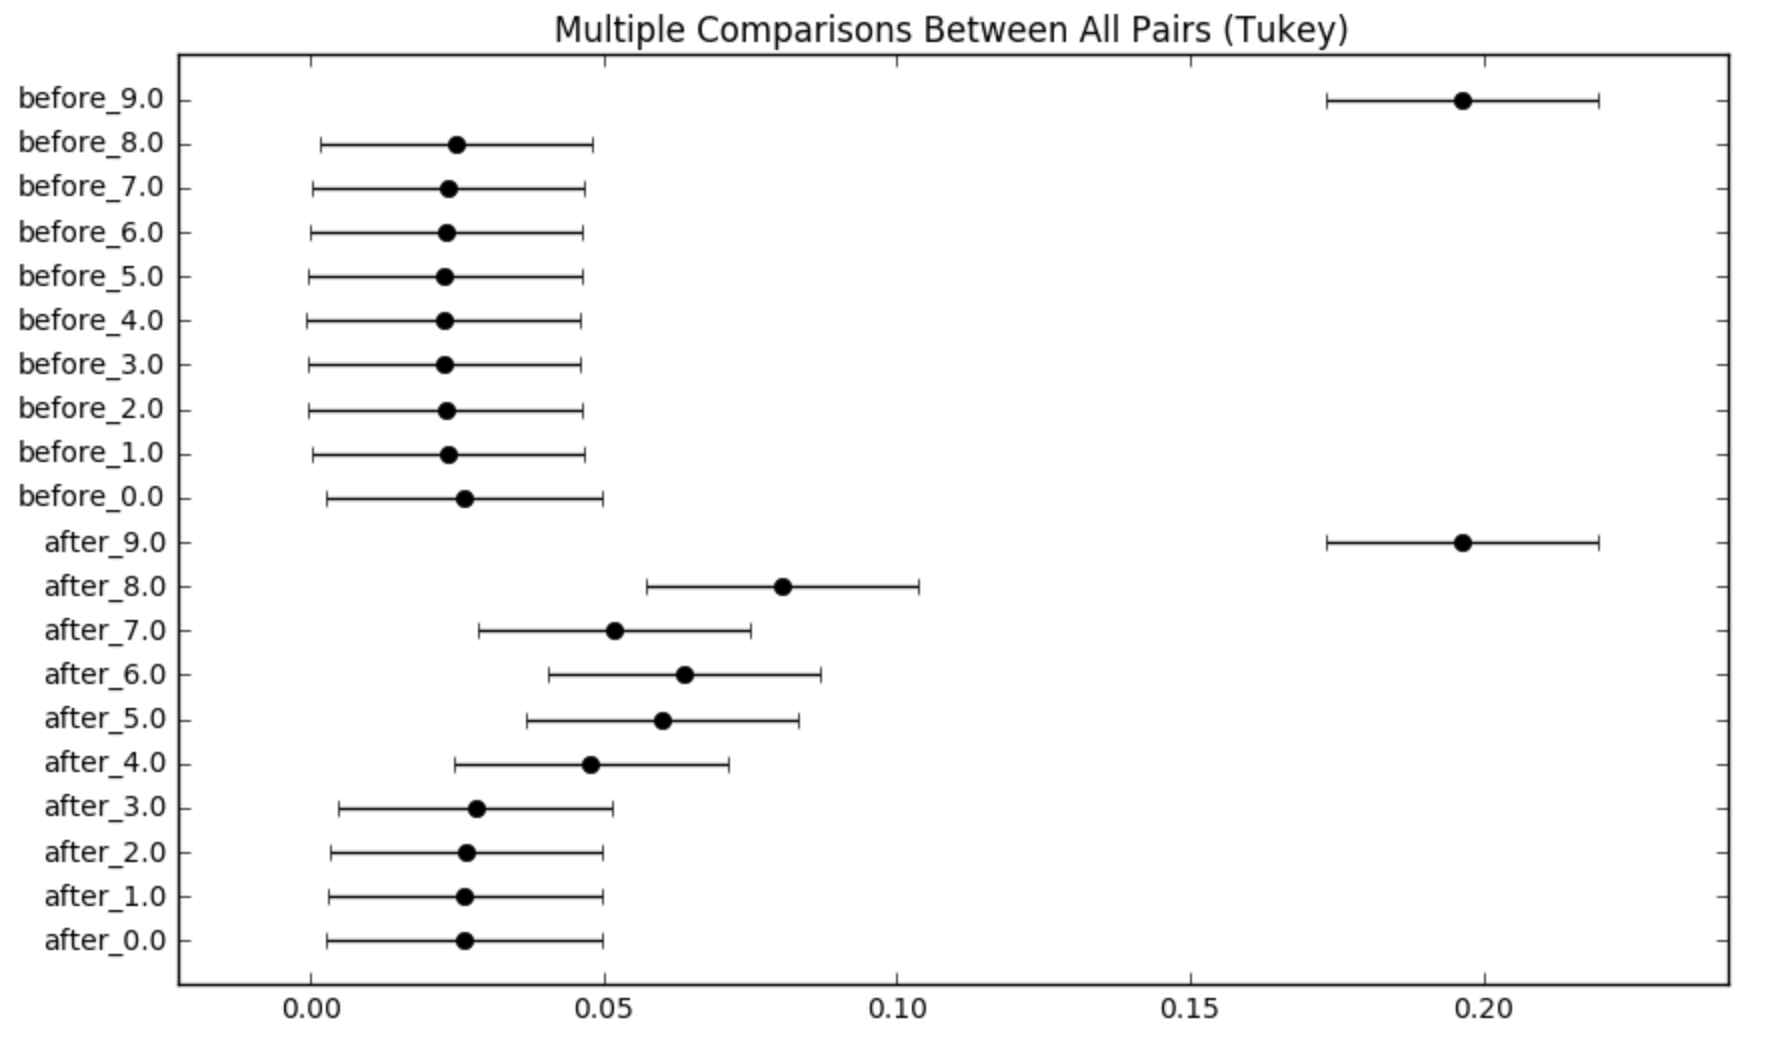 Multiple Comparisons Between All Pairs (Tukey)
before_9.0
before_8.0
before_7.0
before_6.0
before_5.0
before_4.0
before_3.0
before_2.0
before_1.0
before_0.0
after_9.0
after_8.0
after_7.0
after_6.0
after_5.0
after_4.0
after_3.0
after_2.0
after_1.0
after_0.0
0.00 0.05 0.10 0.15 0.20